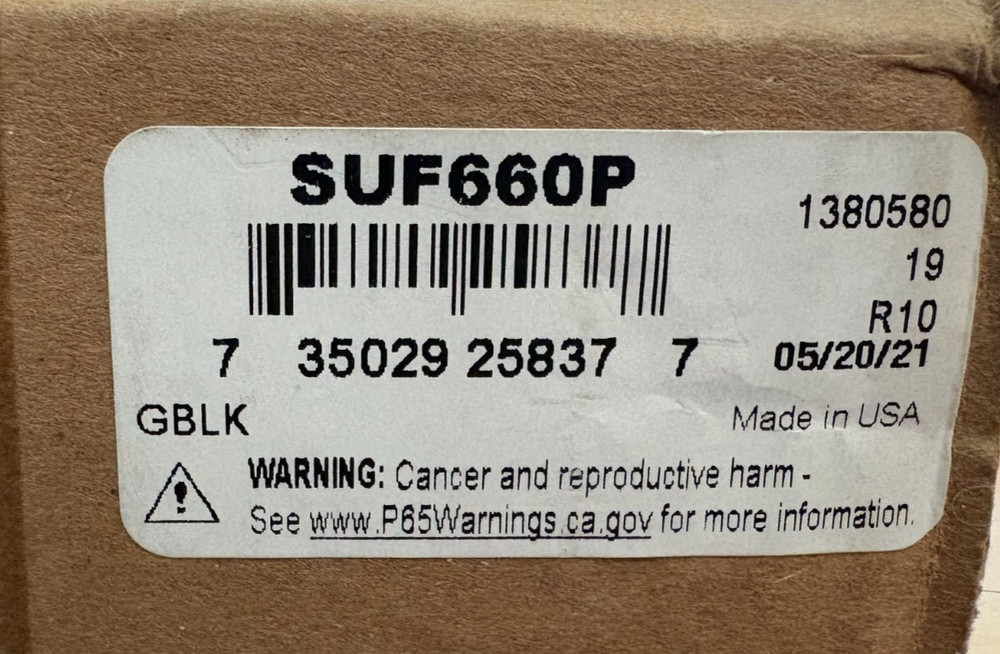 SUF660P
1380580
19
R10
7 35029 25837 7
05/20/21
GBLK
Made in USA
WARNING: Cancer and reproductive harm -
See www.P65Warnings.ca.gov for more information.